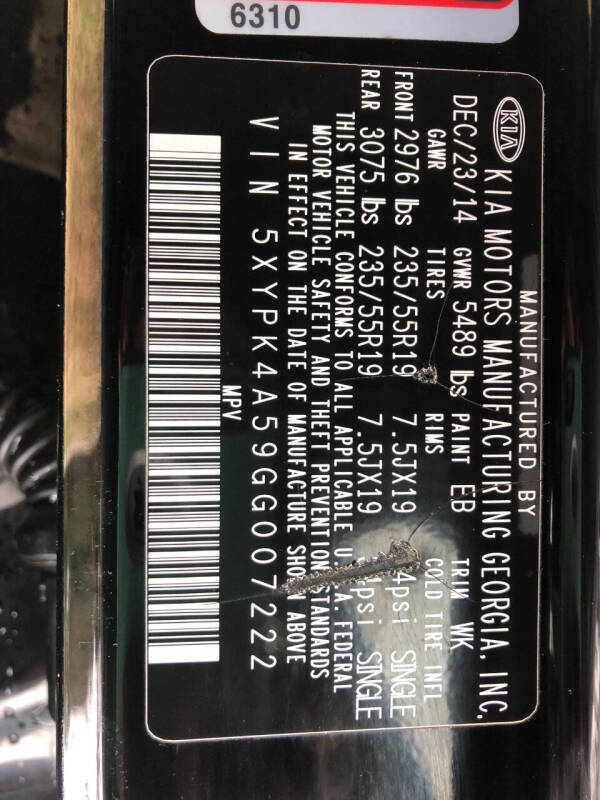 6310
MANUFACTURED BY
KIA KIA MOTORS MANUFACTURING GEORGIA, INC.
DEC/23/14 GVWR 5489 lbs PAINT EB TRIM WK
GAWR TIRES RIMS COLD TIRE INFL
FRONT 2976 lbs 235/55R19 7.5JX19 4psi SINGLE
REAR 3075 lbs 235/55R19 7.5JX19 psi SINGLE
THIS VEHICLE CONFORMS TO ALL APPLICABLE U. .A. FEDERAL
MOTOR VEHICLE SAFETY AND THEFT PREVENTION STANDARDS
IN EFFECT ON THE DATE OF MANUFACTURE SHOWN ABOVE
VIN 5XYPK4A59GG007222
MPV